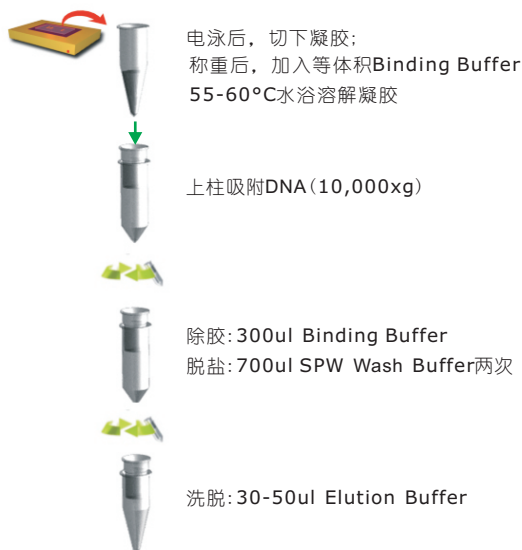 电泳后，切下凝胶;
称重后，加入等体积Binding Buffer
55-60°C水浴溶解凝胶
上柱吸附DNA（10,000xg）
除胶: 300ul Binding Buffer
脱盐: 700ul SPW Wash Buffer两次
洗脱: 30-50ul Elution Buffer